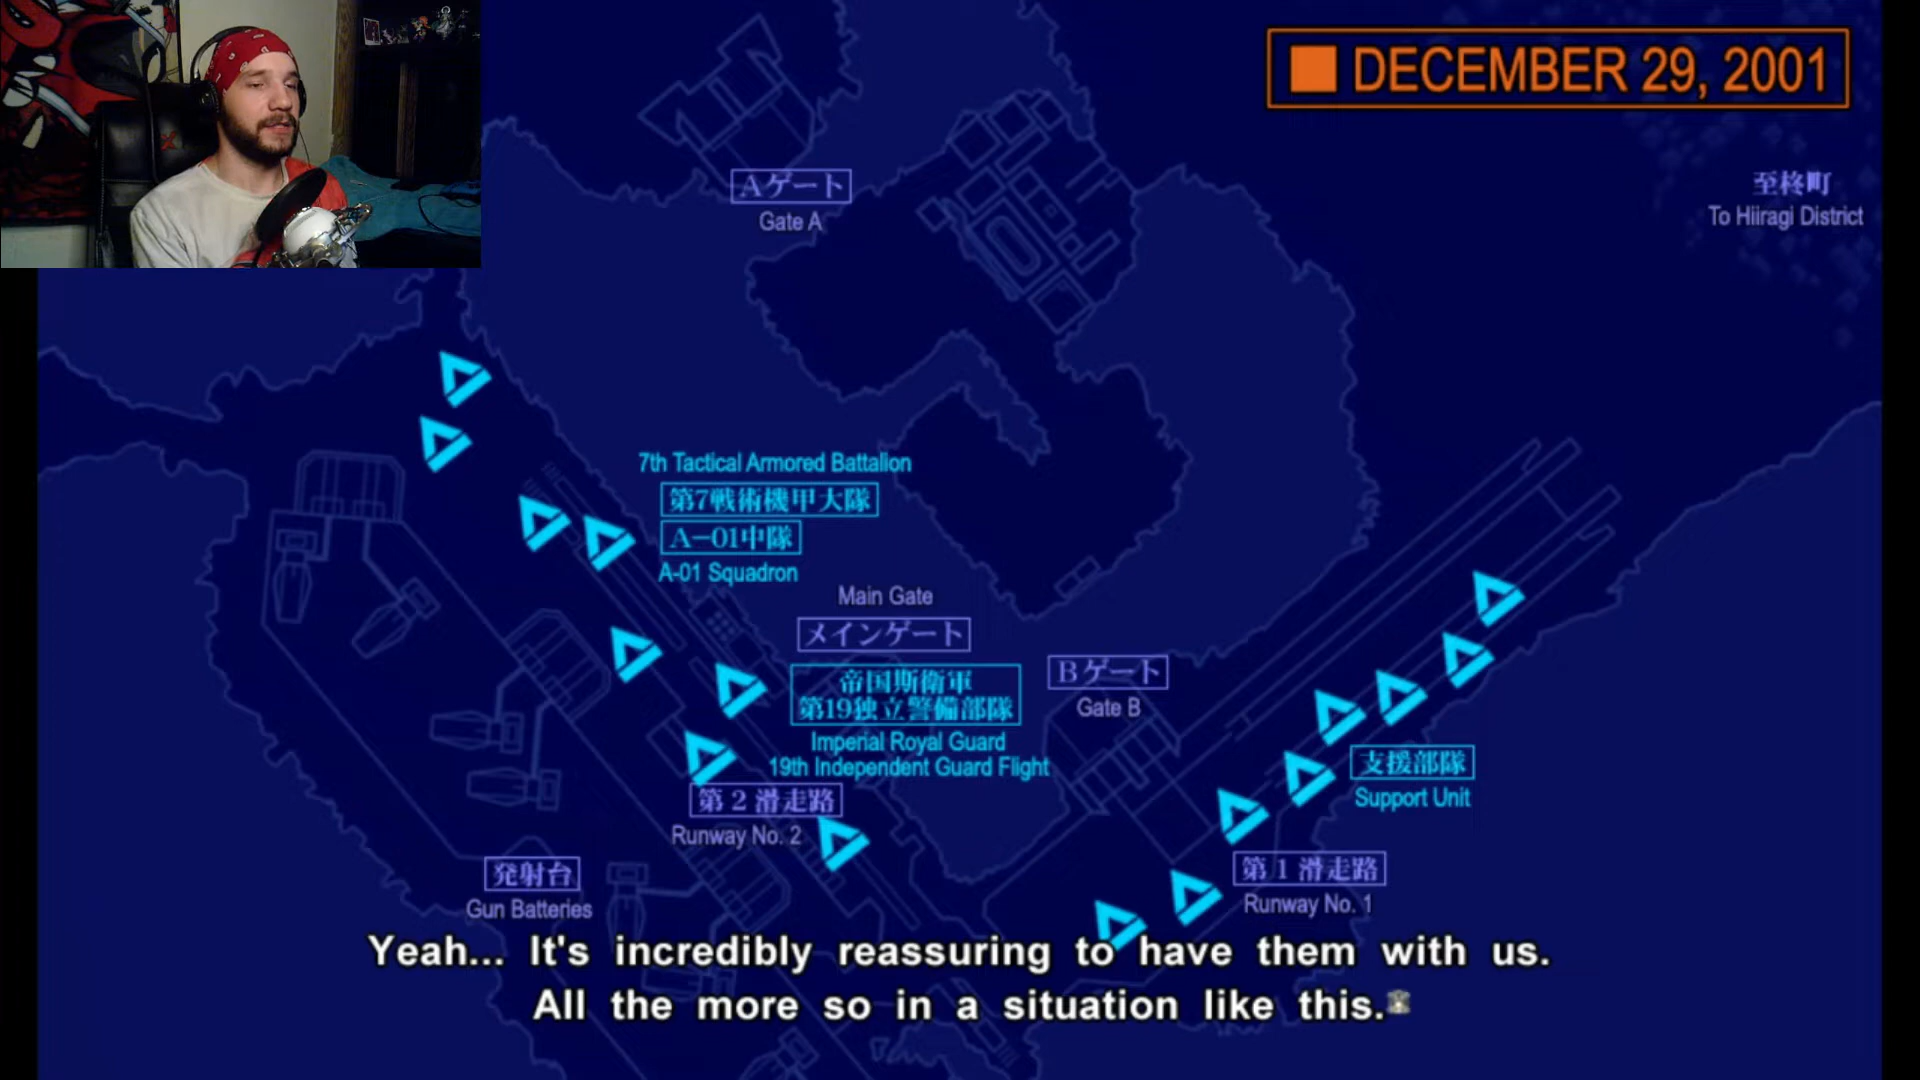 DECEMBER 29, 2001
Aゲート
Gate A
至柊町
To Hiiragi District
7th Tactical Armored Battalion
第7戦術機甲大隊
A－01中隊
A-01 Squadron
Main Gate
メインゲート
帝国斯衛軍
第19独立警備部隊
Imperial Royal Guard
19th Independent Guard Flight
Bゲート
Gate B
支援部隊
Support Unit
第2滑走路
Runway No. 2
第1滑走路
Runway No. 1
発射台
Gun Batteries
Yeah... It's incredibly reassuring to have them with us.
All the more so in a situation like this.